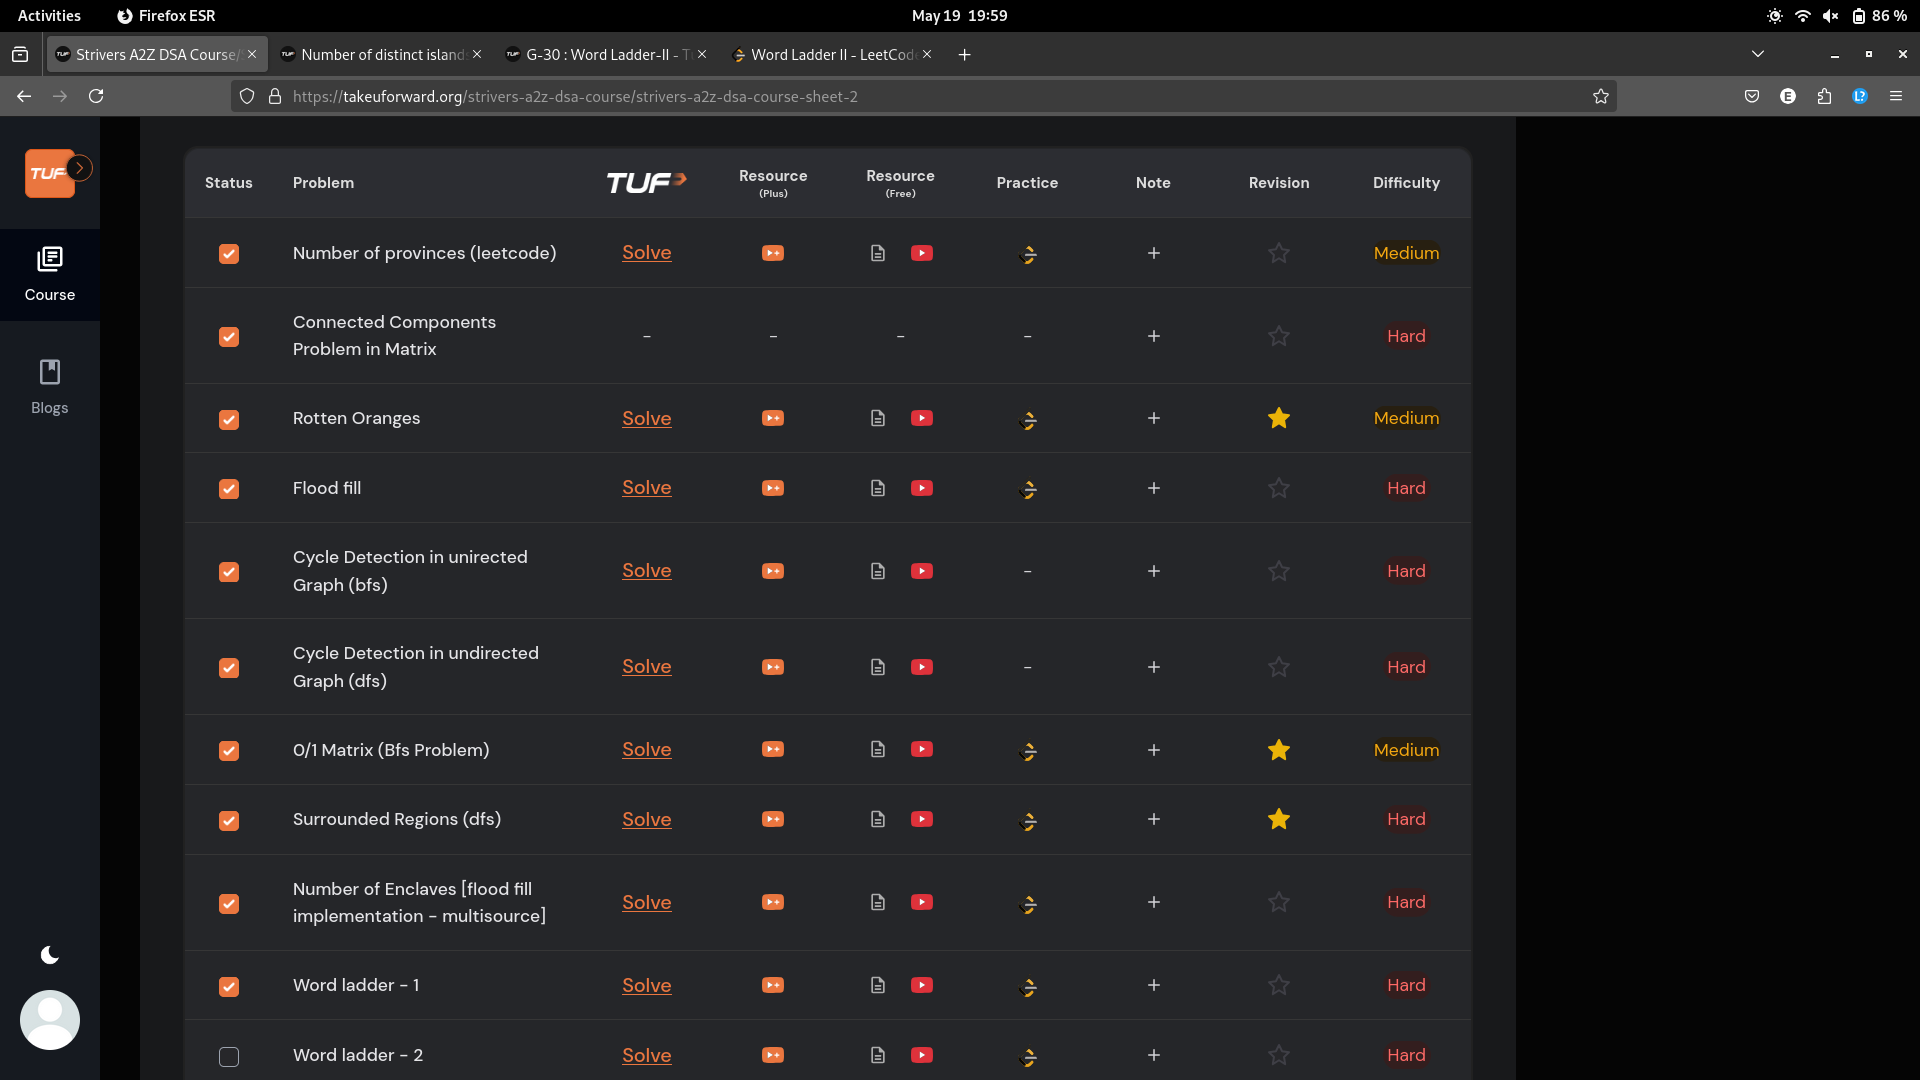 Activities Firefox ESR May 19 19:59 86 %
Strivers A2Z DSA Course/ Number of distinct island G-30 : Word Ladder-II - T Word Ladder II - LeetCod
https://takeuforward.org/strivers-a2z-dsa-course/strivers-a2z-dsa-course-sheet-2
TUF
Course
Blogs
Status Problem TUF Resource (Plus) Resource (Free) Practice Note Revision Difficulty
Number of provinces (leetcode) Solve + Medium
Connected Components
Problem in Matrix - - - - + Hard
Rotten Oranges Solve + Medium
Flood fill Solve + Hard
Cycle Detection in unirected
Graph (bfs) Solve - + Hard
Cycle Detection in undirected
Graph (dfs) Solve - + Hard
0/1 Matrix (Bfs Problem) Solve + Medium
Surrounded Regions (dfs) Solve + Hard
Number of Enclaves [flood fill
implementation - multisource] Solve + Hard
Word ladder - 1 Solve + Hard
Word ladder - 2 Solve + Hard